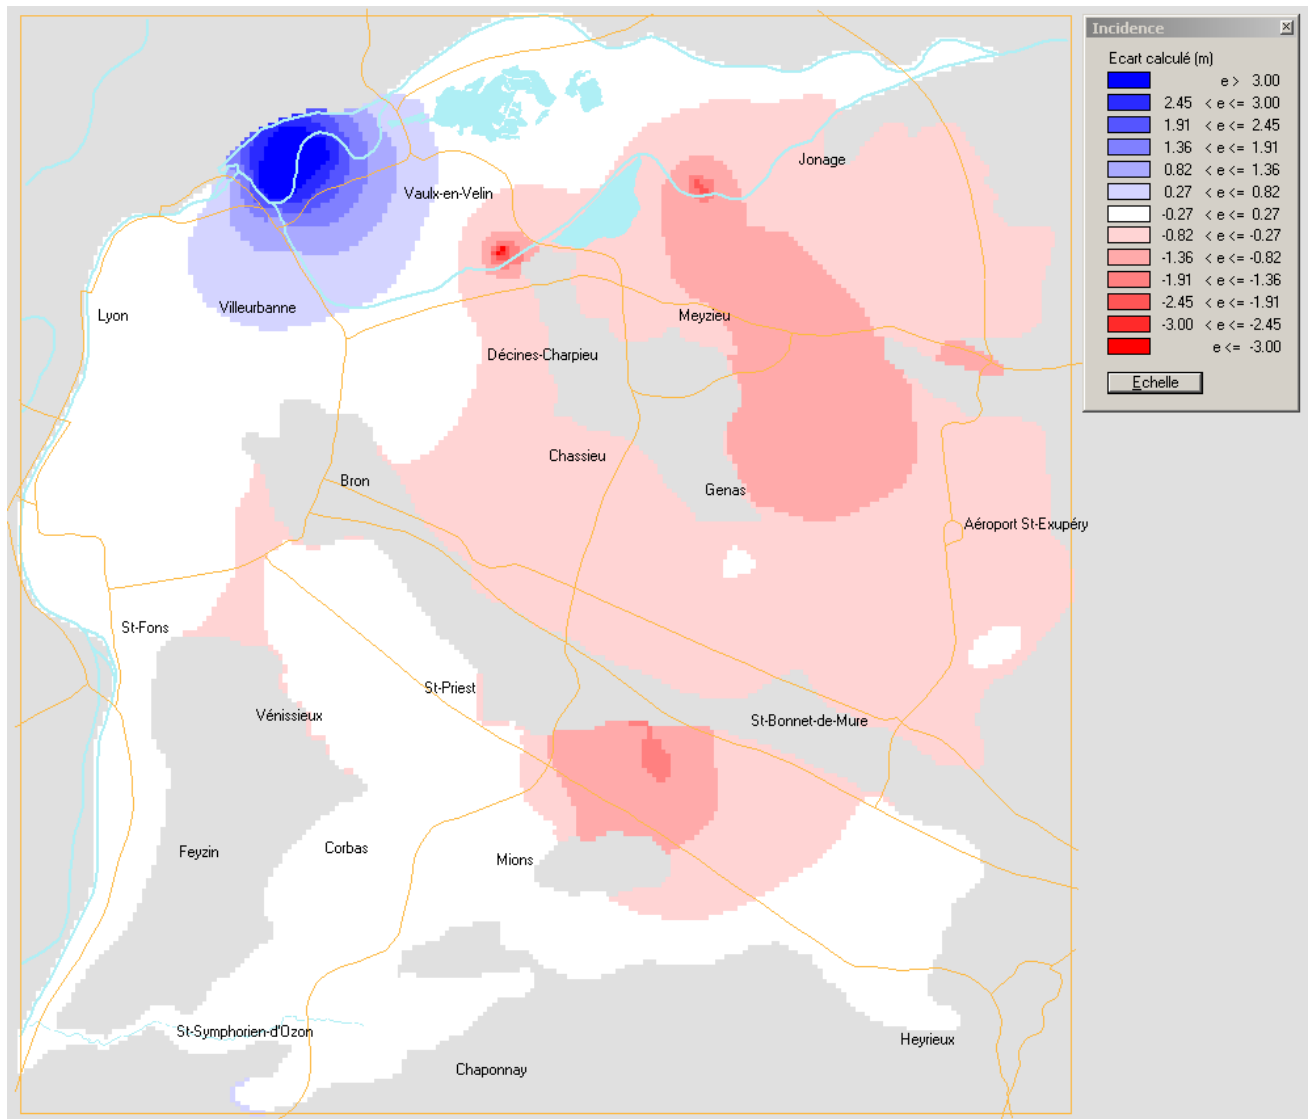 Incidence
Ecart calculé (m)
e > 3.00
2.45 < e <= 3.00
1.91 < e <= 2.45
1.36 < e <= 1.91
0.82 < e <= 1.36
0.27 < e <= 0.82
-0.27 < e <= 0.27
-0.82 < e <= -0.27
-1.36 < e <= -0.82
-1.91 < e <= -1.36
-2.45 < e <= -1.91
-3.00 < e <= -2.45
e <= -3.00
Echelle
Jonage
Vaulx-en-Velin
Villeurbanne
Lyon
Meyzieu
Décines-Charpieu
Chassieu
Bron
Genas
Aéroport St-Exupéry
St-Fons
St-Priest
Vénissieux
St-Bonnet-de-Mure
Feyzin
Corbas
Mions
St-Symphorien-d'Ozon
Heyrieux
Chaponnay